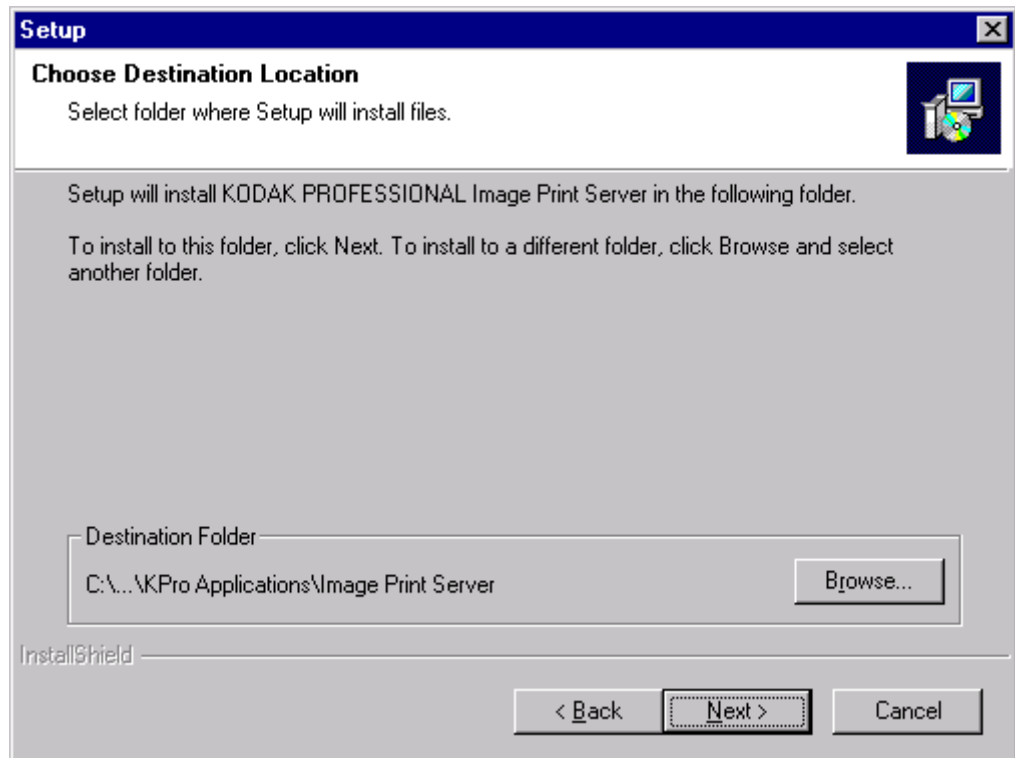 Setup
Choose Destination Location
Select folder where Setup will install files.
Setup will install KODAK PROFESSIONAL Image Print Server in the following folder.
To install to this folder, click Next. To install to a different folder, click Browse and select
another folder.
Destination Folder
C:\...\KPro Applications\Image Print Server
Browse...
InstallShield
< Back
Next >
Cancel